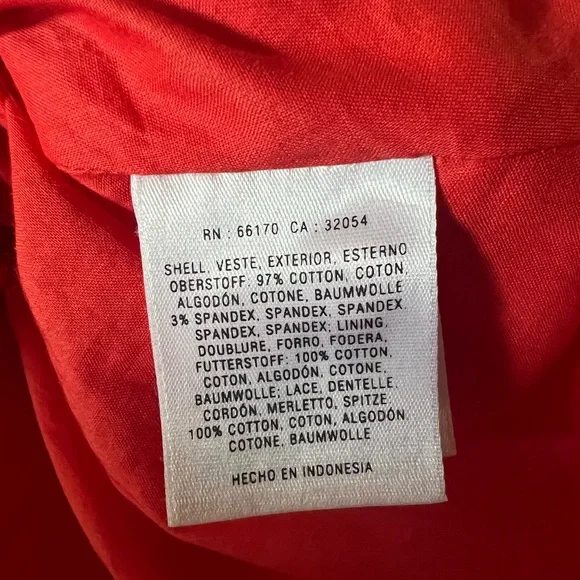 RN : 66170 CA : 32054
SHELL, VESTE, EXTERIOR, ESTERNO
OBERSTOFF: 97% COTTON, COTON,
ALGODÓN, COTONE, BAUMWOLLE
3% SPANDEX, SPANDEX, SPANDEX,
SPANDEX, SPANDEX; LINING,
DOUBLURE, FORRO, FODERA,
FUTTERSTOFF: 100% COTTON,
COTON, ALGODÓN, COTONE,
BAUMWOLLE; LACE, DENTELLE,
CORDÓN, MERLETTO, SPITZE:
100% COTTON, COTON, ALGODÓN,
COTONE, BAUMWOLLE
HECHO EN INDONESIA